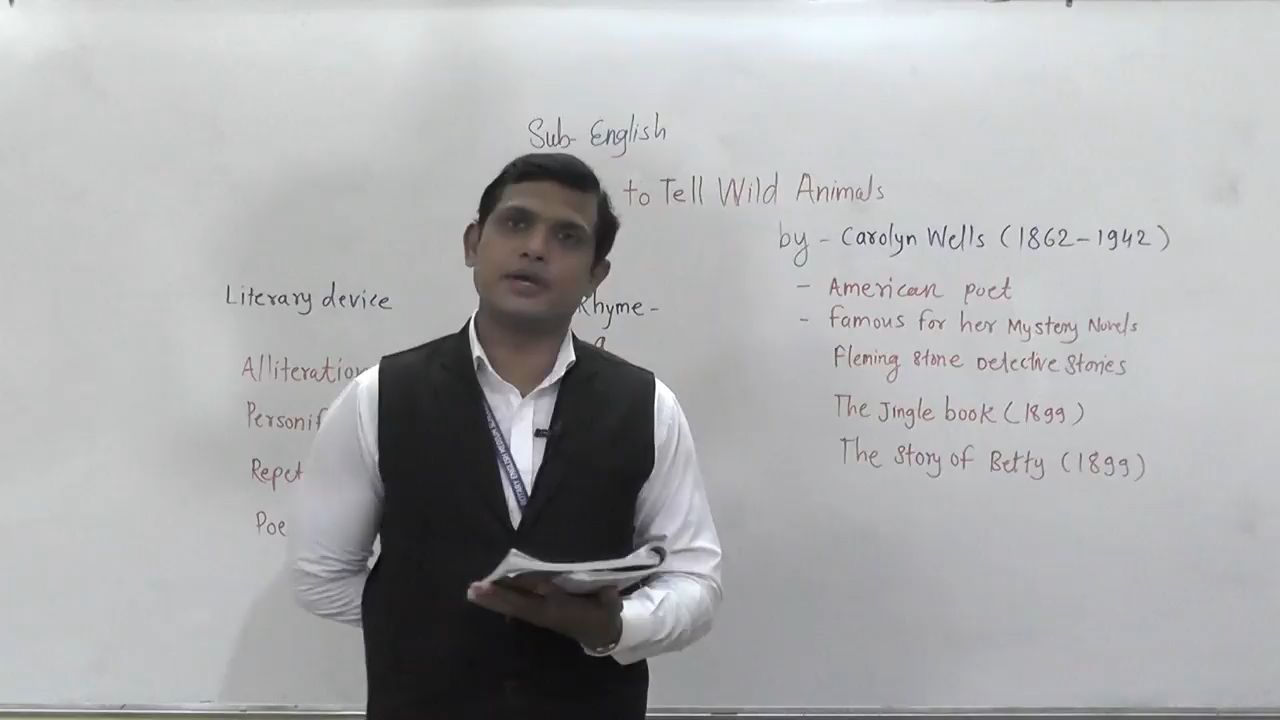 Sub- English
to Tell Wild Animals
by - Carolyn Wells (1862-1942)
- American poet
- famous for her Mystery Novels
Fleming Stone Detective Stories
The Jingle book (1899)
The Story of Betty (1899)
Literary device
Rhyme -
Alliteration
Personif
Repet
Poe